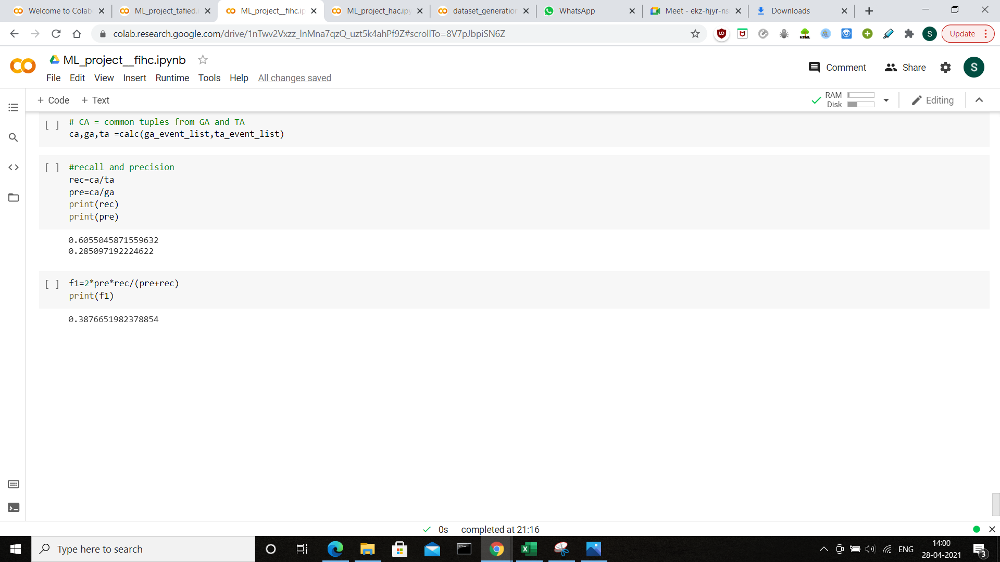 Welcome to Colab
ML_project_tafied.i
ML_project__fihc.ip
ML_project_hac.ipy
dataset_generation
WhatsApp
Meet - ekz-hjyr-ns
Downloads
colab.research.google.com/drive/1nTwv2Vxzz_lnMna7qzQ_uzt5k4ahPf9Z#scrollTo=8V7pJbpiSN6Z
HTML
S
Update
ML_project__fihc.ipynb
File Edit View Insert Runtime Tools Help All changes saved
Comment
Share
S
+ Code + Text
RAM
Disk
Editing
[ ] # CA = common tuples from GA and TA
ca,ga,ta =calc(ga_event_list,ta_event_list)
[ ] #recall and precision
rec=ca/ta
pre=ca/ga
print(rec)
print(pre)
0.6055045871559632
0.285097192224622
[ ] f1=2*pre*rec/(pre+rec)
print(f1)
0.3876651982378854
0s completed at 21:16
Type here to search
ENG
14:00
28-04-2021
3